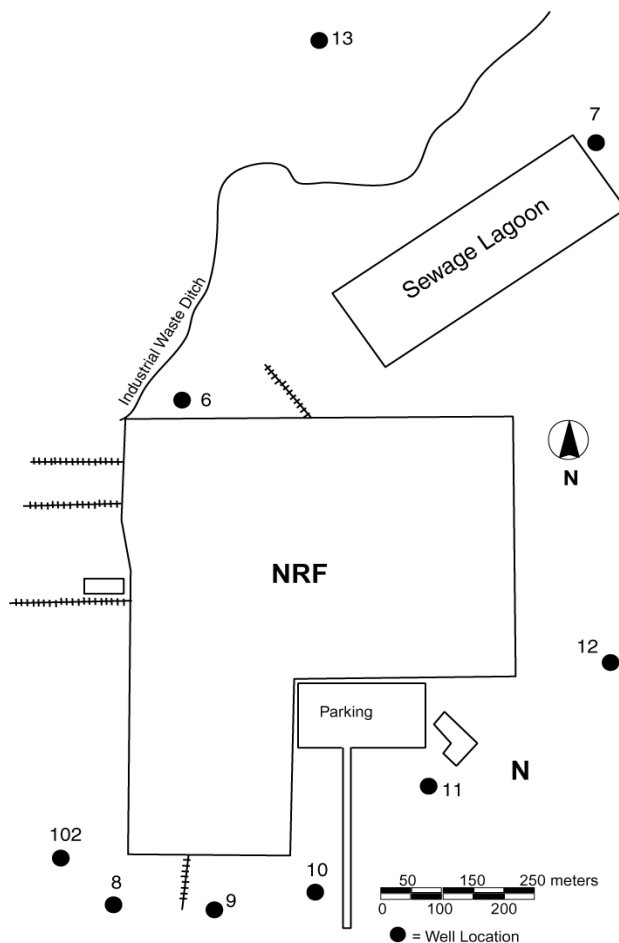 13
7
Sewage Lagoon
Industrial Waste Ditch
6
N
NRF
12
Parking
N
11
102
8
9
10
50 150 250 meters
0 100 200
= Well Location